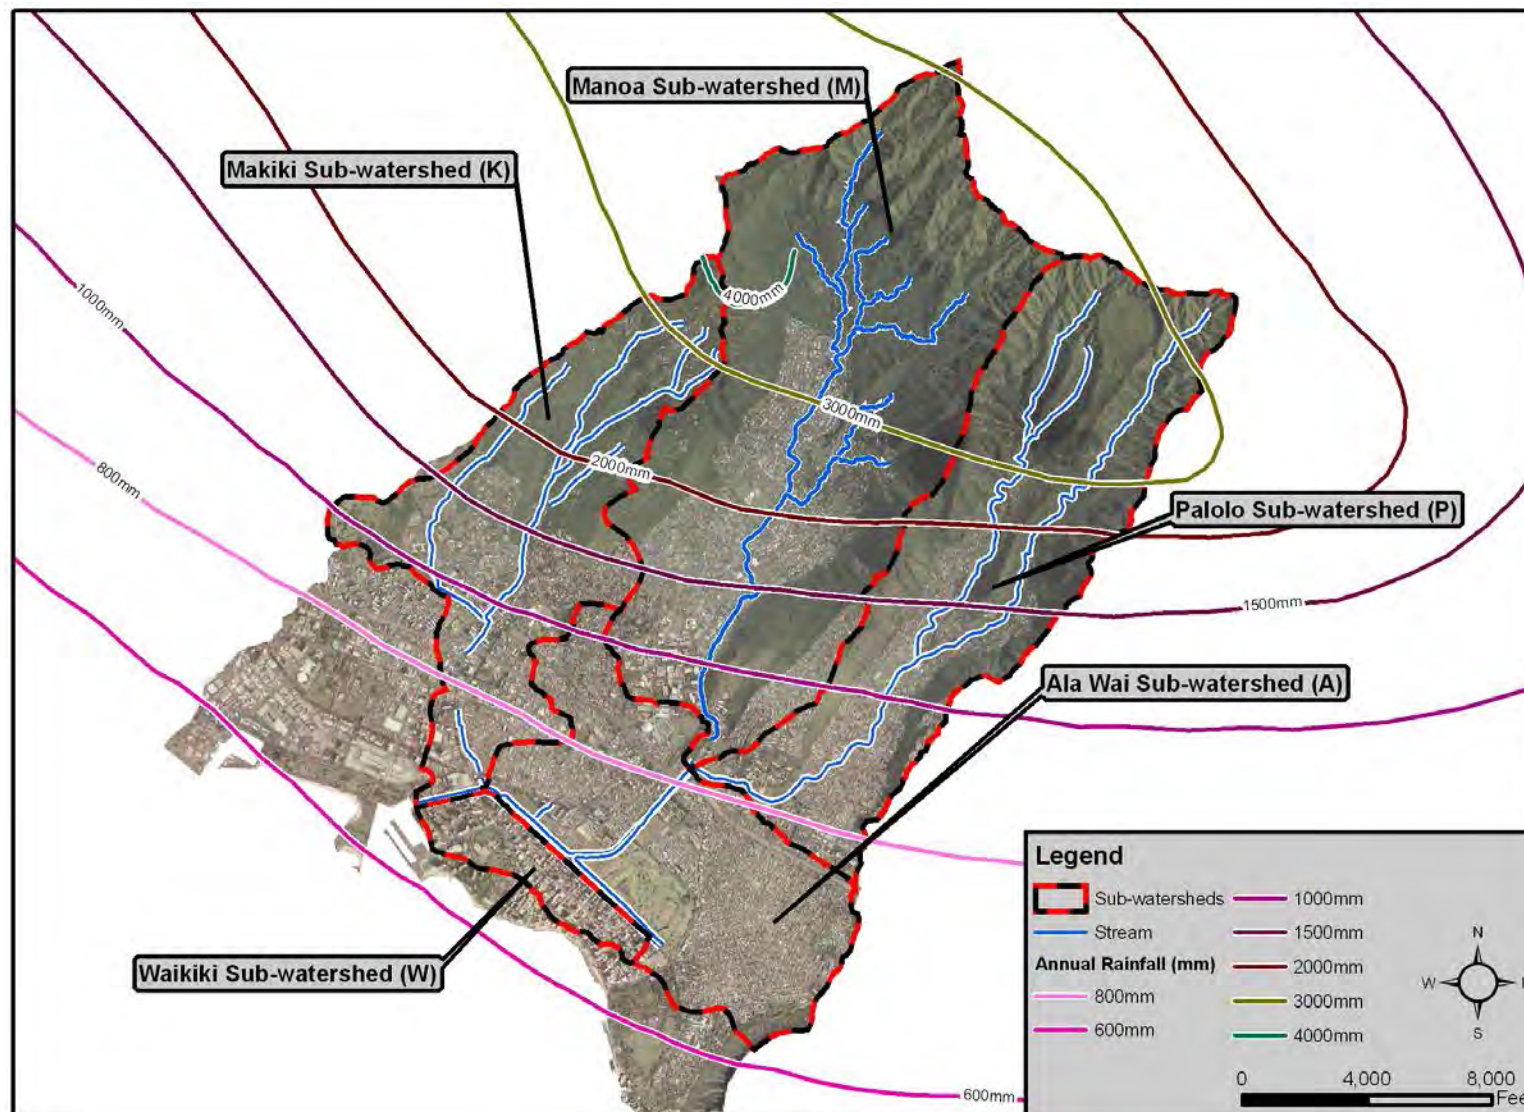 Manoa Sub-watershed (M)
Makiki Sub-watershed (K)
4000mm
1000mm
3000mm
2000mm
800mm
Palolo Sub-watershed (P)
1500mm
Ala Wai Sub-watershed (A)
Waikiki Sub-watershed (W)
600mm
Legend
Sub-watersheds
Stream
Annual Rainfall (mm)
800mm
600mm
1000mm
1500mm
2000mm
3000mm
4000mm
N
W
S
0 4,000 8,000
Fee